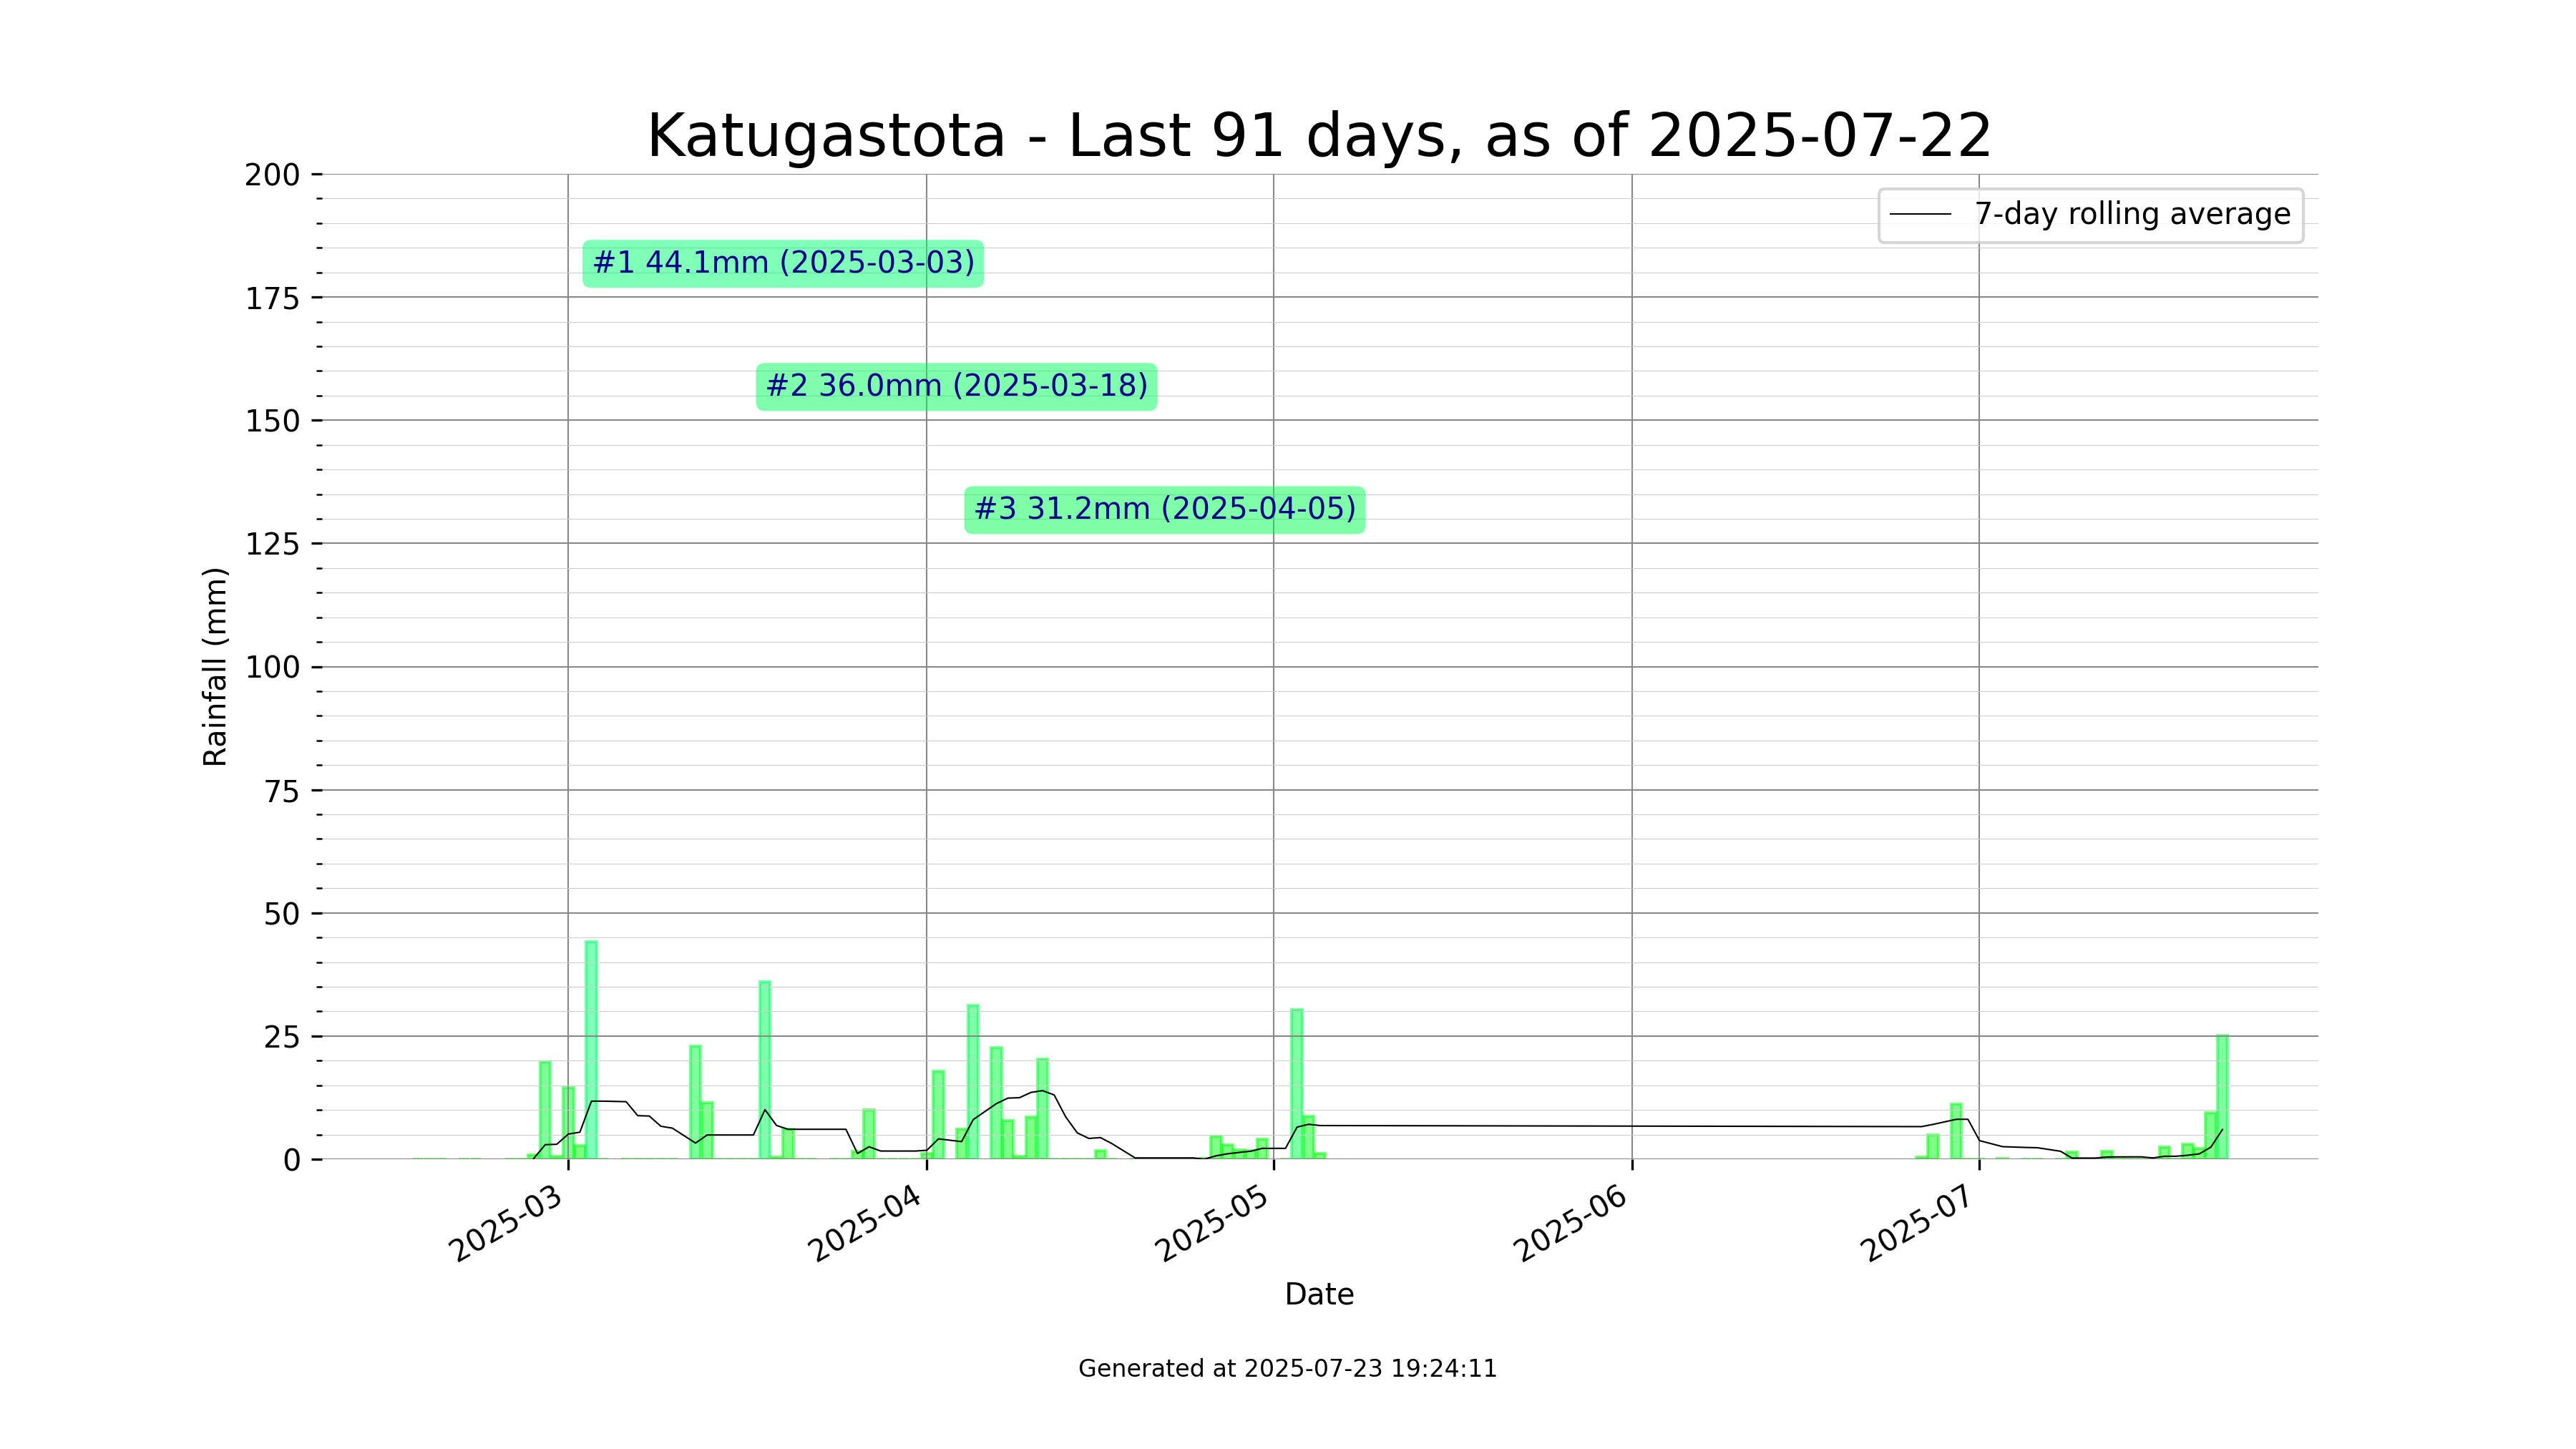 Katugastota - Last 91 days, as of 2025-07-22
200
7-day rolling average
#1 44.1mm (2025-03-03)
175
#2 36.0mm (2025-03-18)
150
#3 31.2mm (2025-04-05)
125
Rainfall (mm)
100
75
50
25
0
2025-03
2025-04
2025-05
2025-06
2025-07
Date
Generated at 2025-07-23 19:24:11